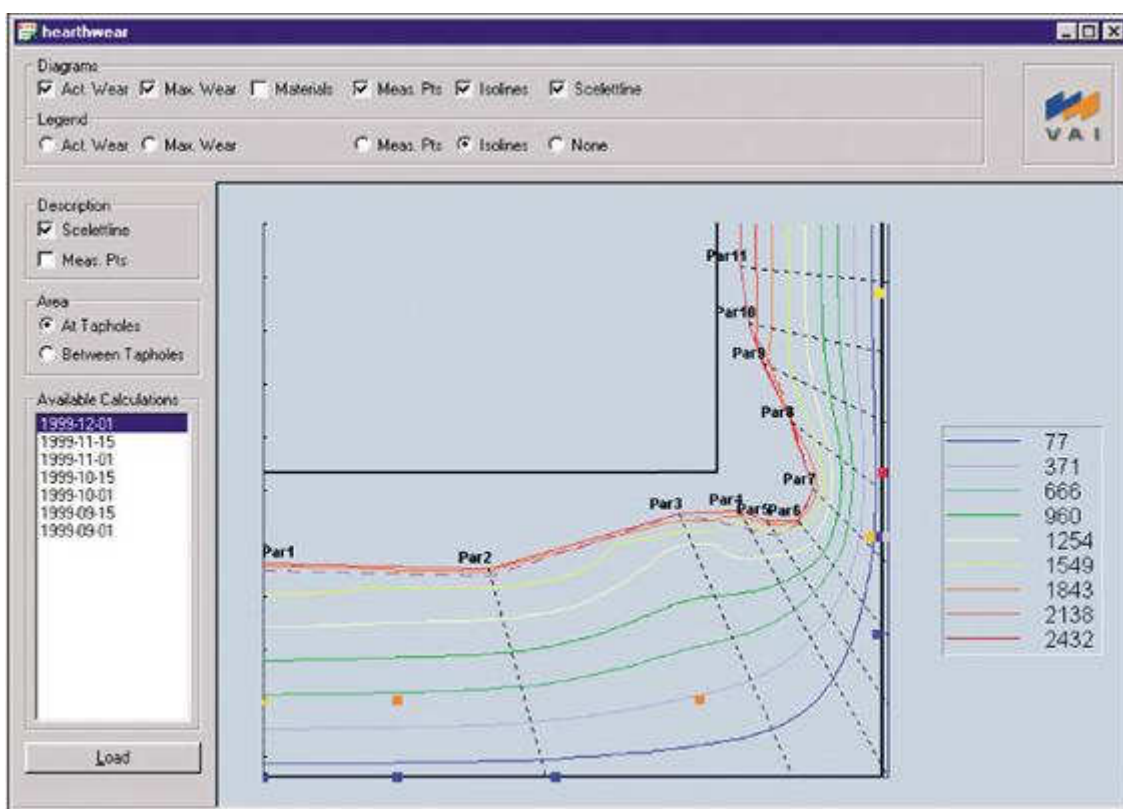 hearthwear
Diagrams
Act. Wear Max. Wear Materials Meas. Pts Isolines Scelettline
Legend
Act. Wear Max. Wear Meas. Pts Isolines None
VAI
Description
Scelettline
Meas. Pts
Area
At Tapholes
Between Tapholes
Available Calculations
1999-12-01
1999-11-15
1999-11-01
1999-10-15
1999-10-01
1999-09-15
1999-09-01
Load
Par11
Par10
Par9
Par8
Par7
Par3 Par4 Par5 Par6
Par1 Par2
77
371
666
960
1254
1549
1843
2138
2432